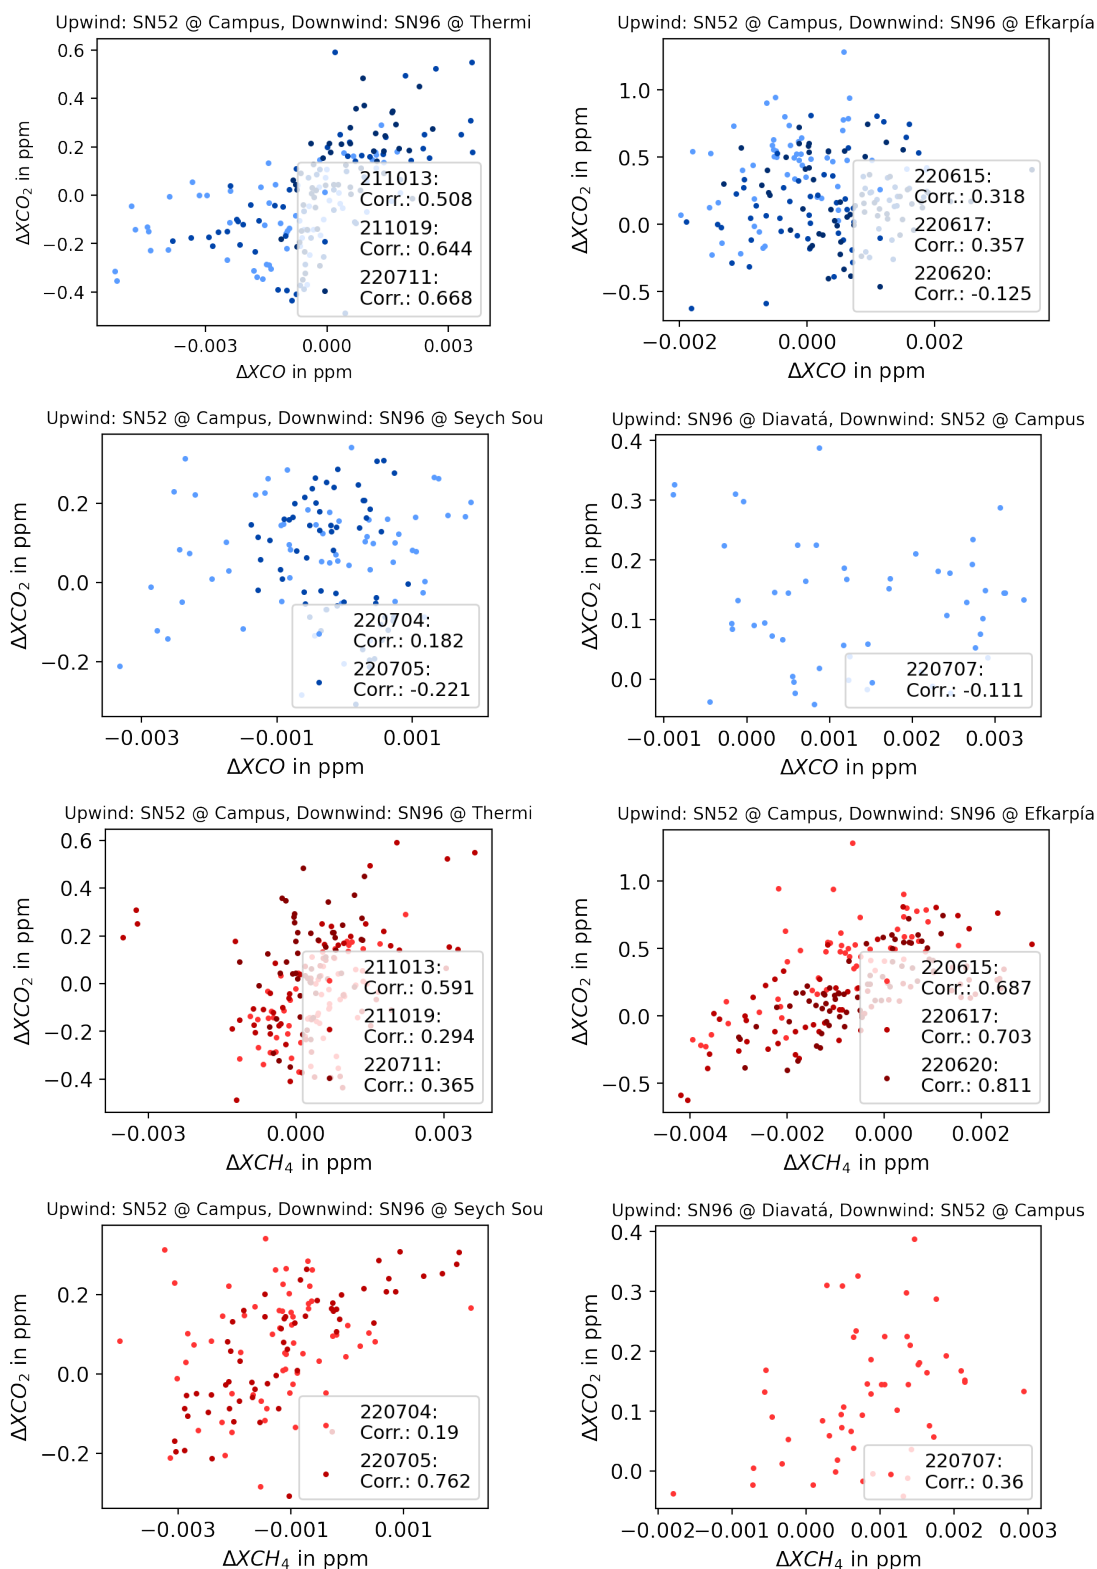 Upwind: SN52 @ Campus, Downwind: SN96 @ Thermi
0.6
0.4
0.2
0.0
−0.2
−0.4
ΔXCO₂ in ppm
211013:
Corr.: 0.508
211019:
Corr.: 0.644
220711:
Corr.: 0.668
−0.003 0.000 0.003
ΔXCO in ppm
Upwind: SN52 @ Campus, Downwind: SN96 @ Efkarpía
1.0
0.5
0.0
−0.5
ΔXCO₂ in ppm
220615:
Corr.: 0.318
220617:
Corr.: 0.357
220620:
Corr.: -0.125
−0.002 0.000 0.002
ΔXCO in ppm
Upwind: SN52 @ Campus, Downwind: SN96 @ Seych Sou
0.2
0.0
−0.2
ΔXCO₂ in ppm
220704:
Corr.: 0.182
220705:
Corr.: -0.221
−0.003 −0.001 0.001
ΔXCO in ppm
Upwind: SN96 @ Diavatá, Downwind: SN52 @ Campus
0.4
0.3
0.2
0.1
0.0
ΔXCO₂ in ppm
220707:
Corr.: -0.111
−0.001 0.000 0.001 0.002 0.003
ΔXCO in ppm
Upwind: SN52 @ Campus, Downwind: SN96 @ Thermi
0.6
0.4
0.2
0.0
−0.2
−0.4
ΔXCO₂ in ppm
211013:
Corr.: 0.591
211019:
Corr.: 0.294
220711:
Corr.: 0.365
−0.003 0.000 0.003
ΔXCH₄ in ppm
Upwind: SN52 @ Campus, Downwind: SN96 @ Efkarpía
1.0
0.5
0.0
−0.5
ΔXCO₂ in ppm
220615:
Corr.: 0.687
220617:
Corr.: 0.703
220620:
Corr.: 0.811
−0.004 −0.002 0.000 0.002
ΔXCH₄ in ppm
Upwind: SN52 @ Campus, Downwind: SN96 @ Seych Sou
0.2
0.0
−0.2
ΔXCO₂ in ppm
220704:
Corr.: 0.19
220705:
Corr.: 0.762
−0.003 −0.001 0.001
ΔXCH₄ in ppm
Upwind: SN96 @ Diavatá, Downwind: SN52 @ Campus
0.4
0.3
0.2
0.1
0.0
ΔXCO₂ in ppm
220707:
Corr.: 0.36
−0.002 −0.001 0.000 0.001 0.002 0.003
ΔXCH₄ in ppm